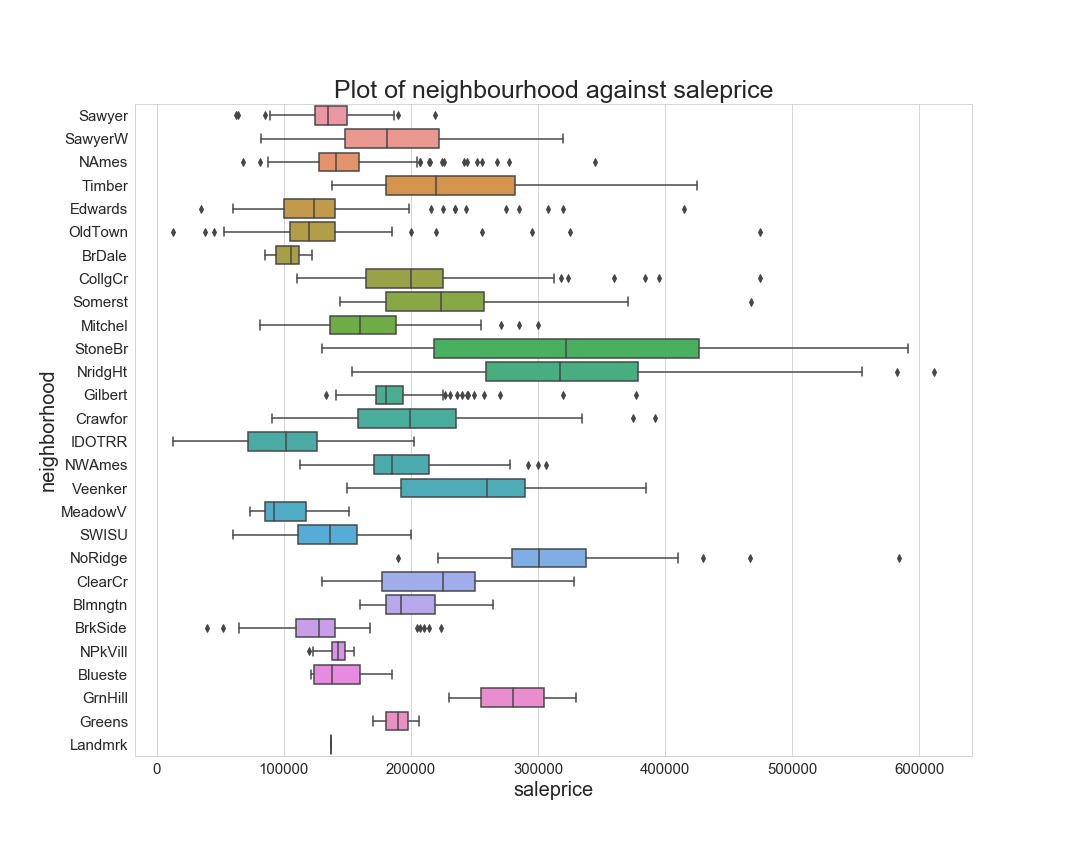 Plot of neighbourhood against saleprice
neighborhood
Sawyer
SawyerW
NAmes
Timber
Edwards
OldTown
BrDale
CollgCr
Somerst
Mitchel
StoneBr
NridgHt
Gilbert
Crawfor
IDOTRR
NWAmes
Veenker
MeadowV
SWISU
NoRidge
ClearCr
Blmngtn
BrkSide
NPkVill
Blueste
GrnHill
Greens
Landmrk
0 100000 200000 300000 400000 500000 600000
saleprice